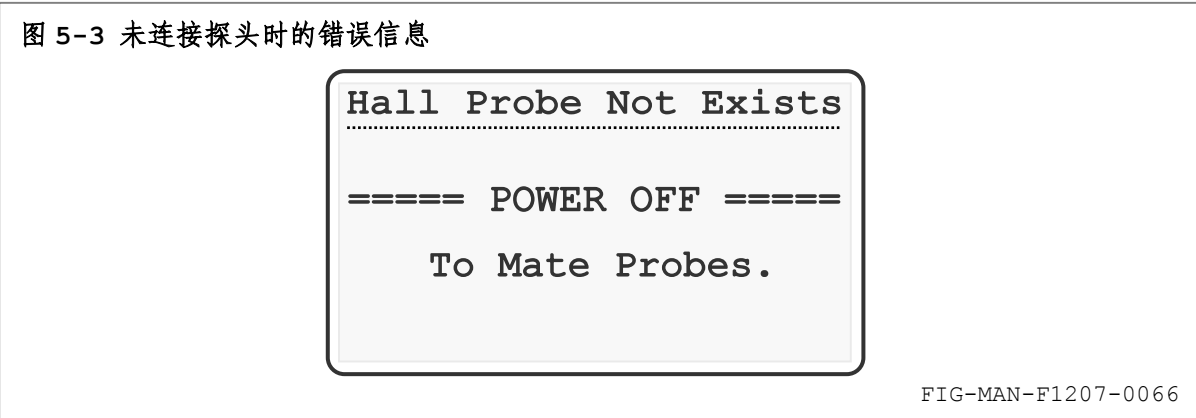 图 5-3 未连接探头时的错误信息
Hall Probe Not Exists
===== POWER OFF =====
To Mate Probes.
FIG-MAN-F1207-0066